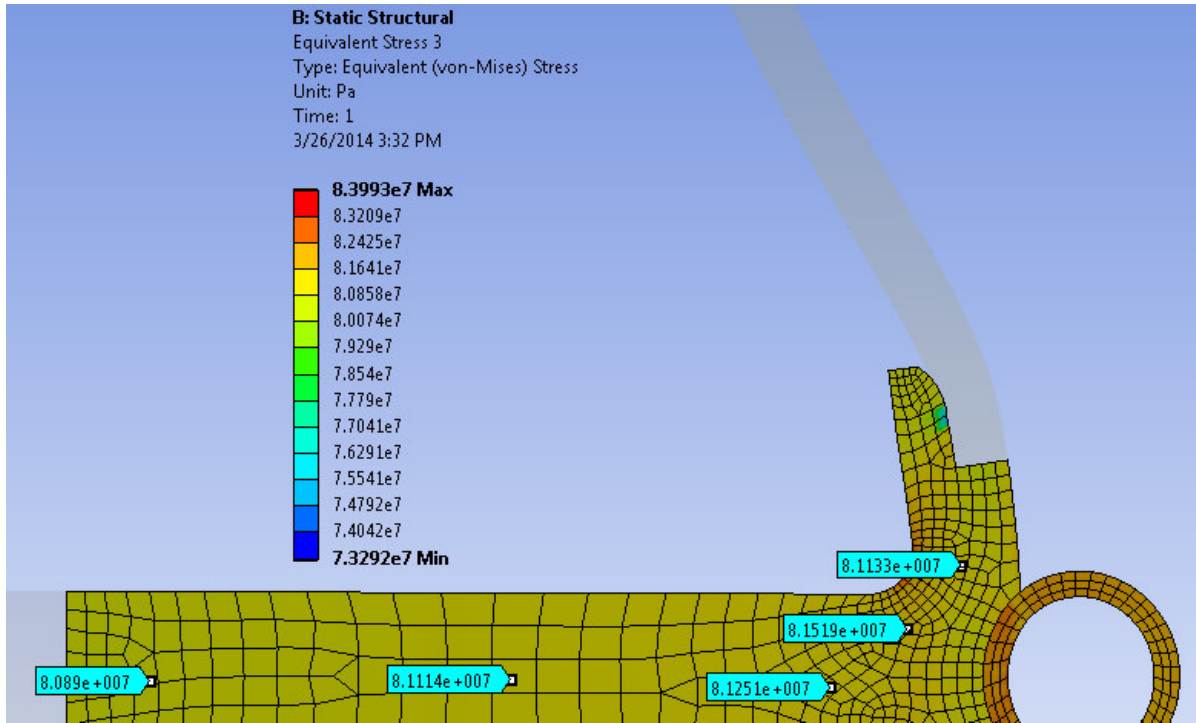 B: Static Structural
Equivalent Stress 3
Type: Equivalent (von-Mises) Stress
Unit: Pa
Time: 1
3/26/2014 3:32 PM
8.3993e7 Max
8.3209e7
8.2425e7
8.1641e7
8.0858e7
8.0074e7
7.929e7
7.854e7
7.779e7
7.7041e7
7.6291e7
7.5541e7
7.4792e7
7.4042e7
7.3292e7 Min
8.1133e+007
8.1519e+007
8.089e+007
8.1114e+007
8.1251e+007